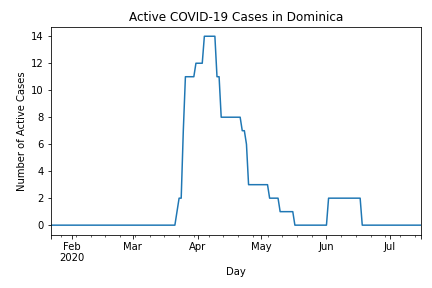 Active COVID-19 Cases in Dominica
Number of Active Cases
14
12
10
8
6
4
2
0
Feb
2020
Mar
Apr
May
Jun
Jul
Day